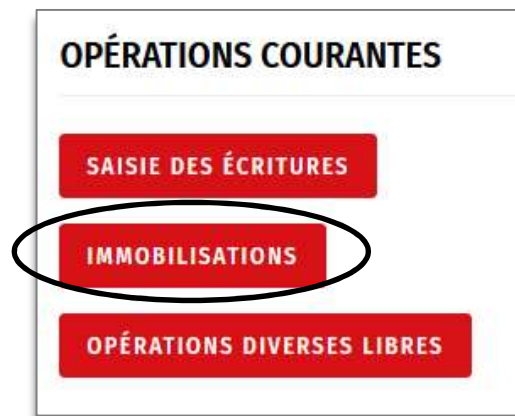 OPÉRATIONS COURANTES
SAISIE DES ÉCRITURES
IMMOBILISATIONS
OPÉRATIONS DIVERSES LIBRES